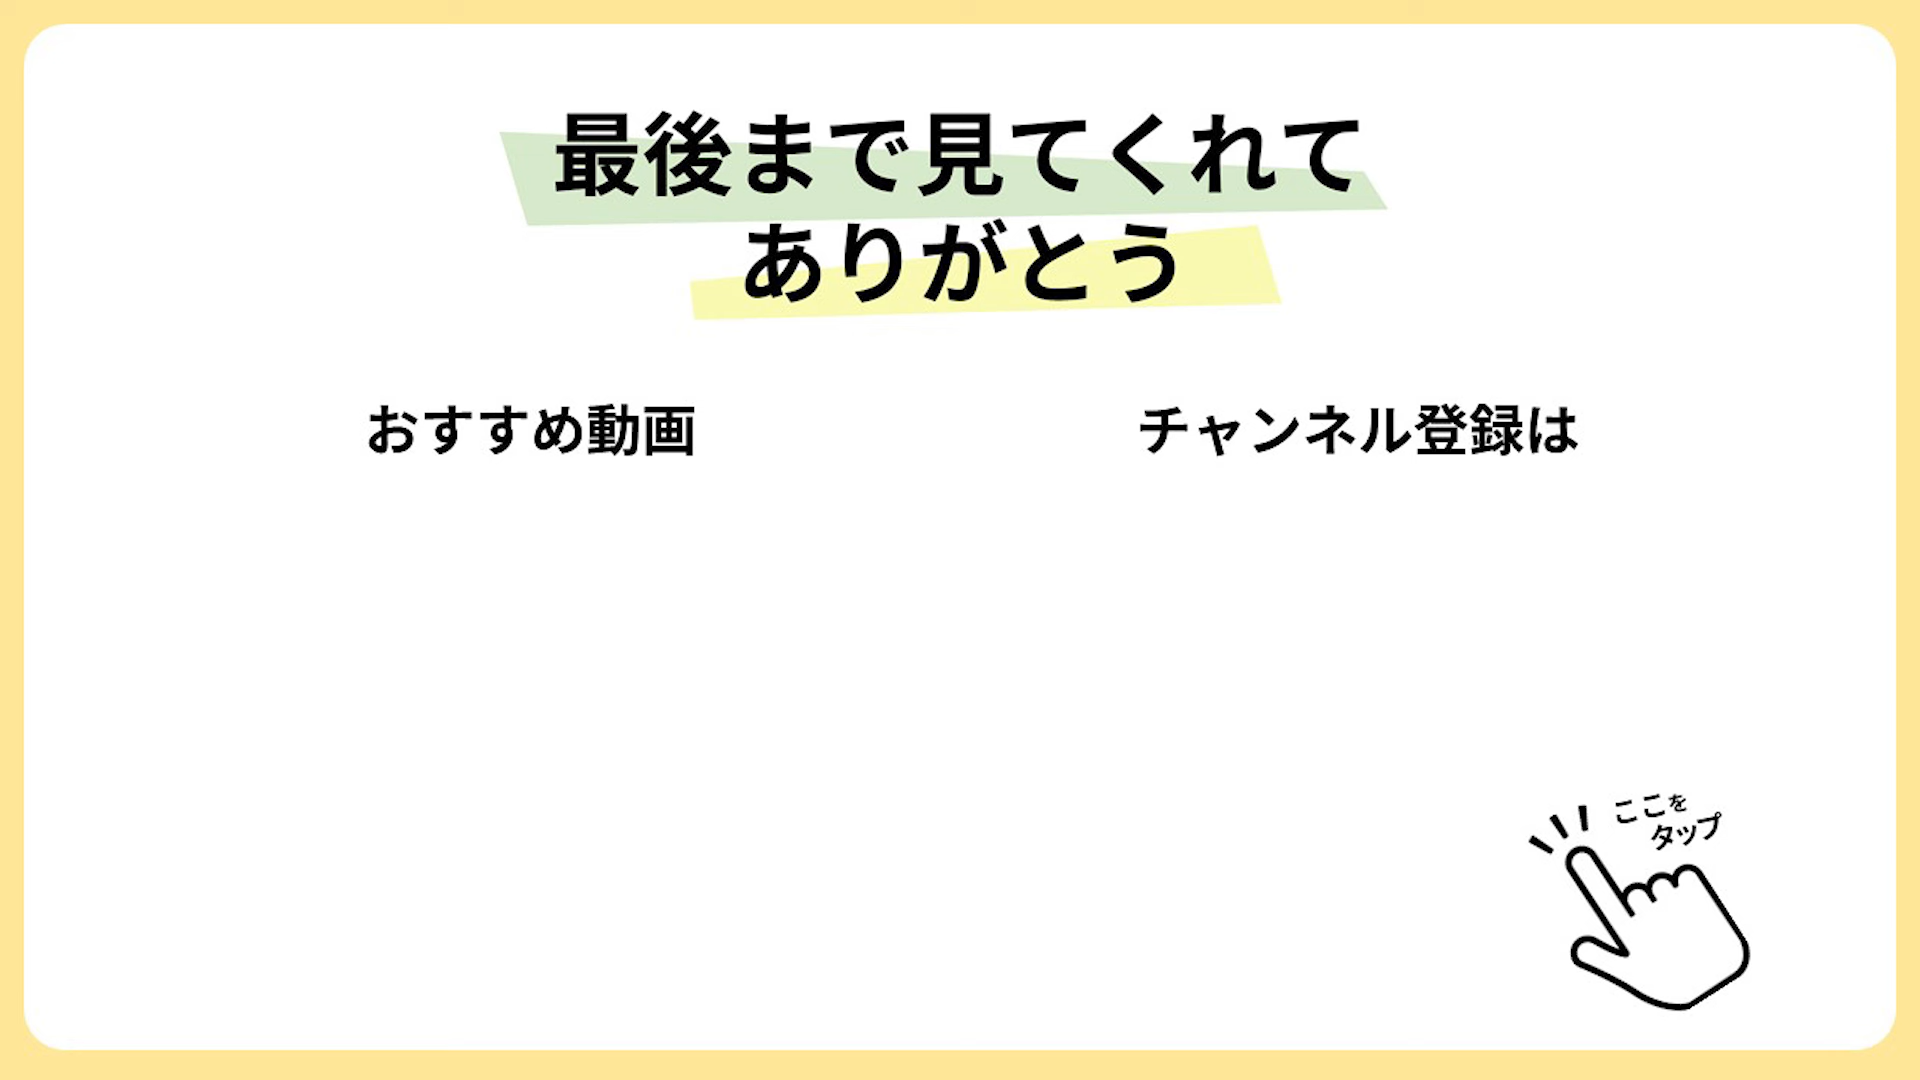 最後まで見てくれて
ありがとう
おすすめ動画
チャンネル登録は
ここを
タップ